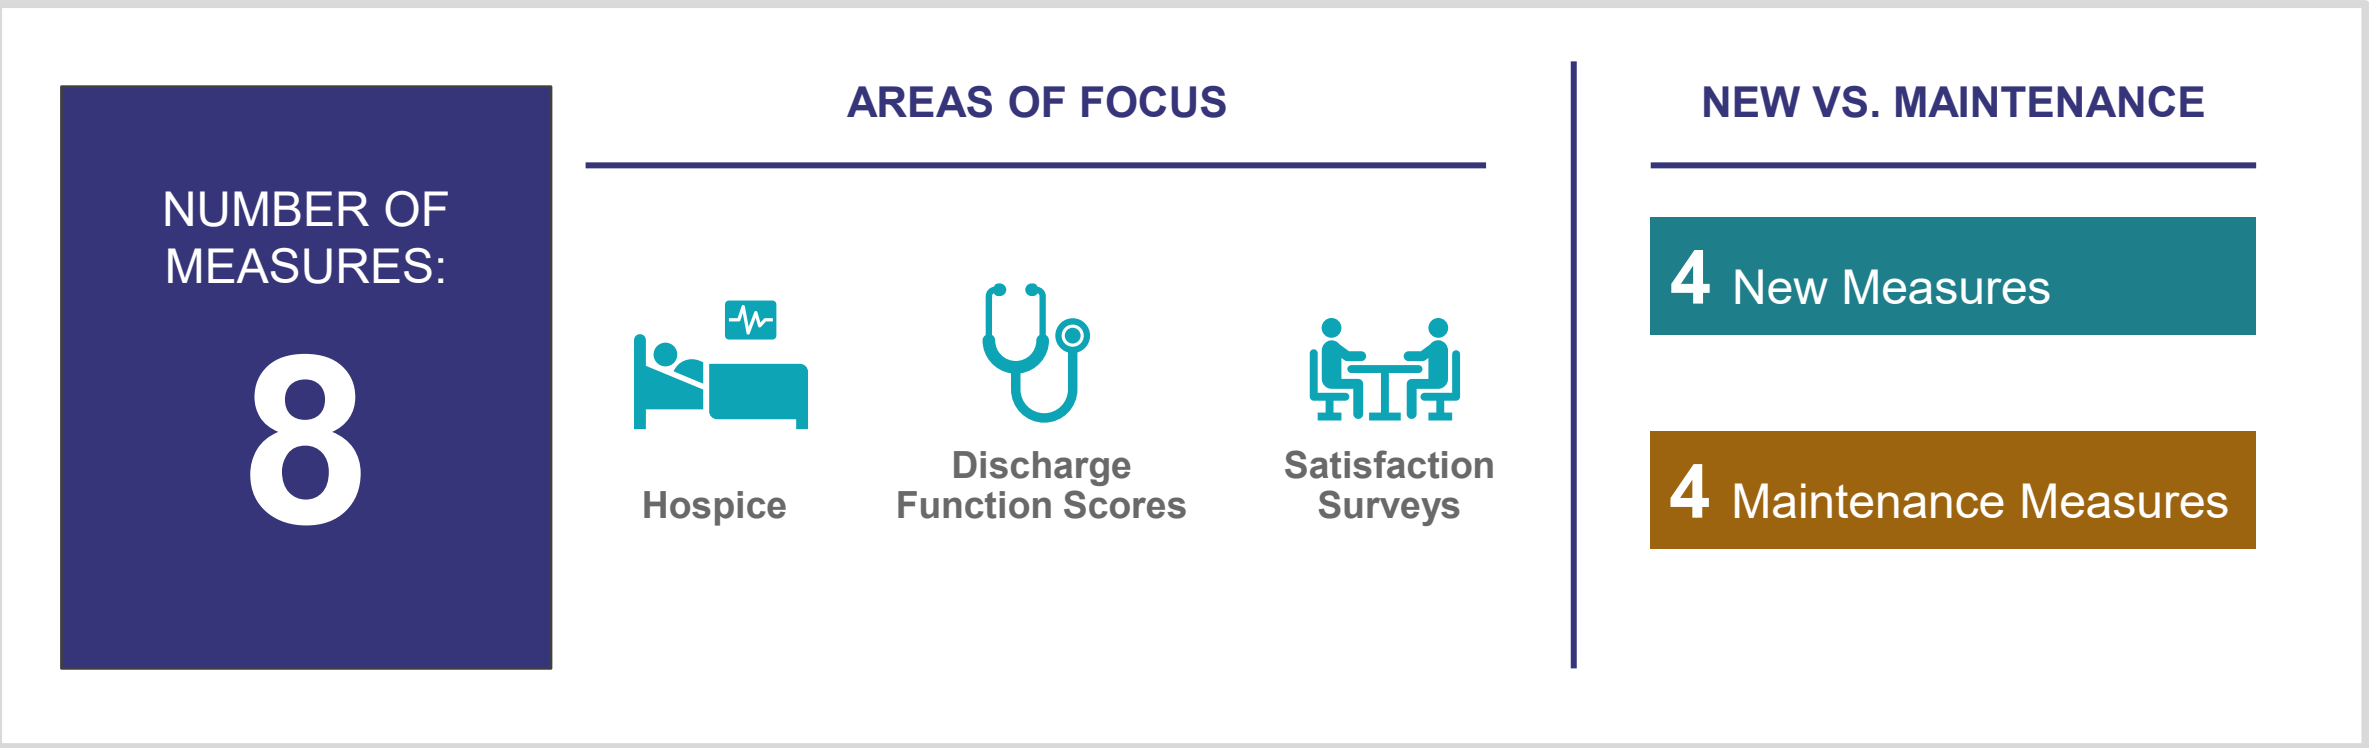 NUMBER OF
MEASURES:
8
AREAS OF FOCUS
Hospice
Discharge
Function Scores
Satisfaction
Surveys
NEW VS. MAINTENANCE
4 New Measures
4 Maintenance Measures